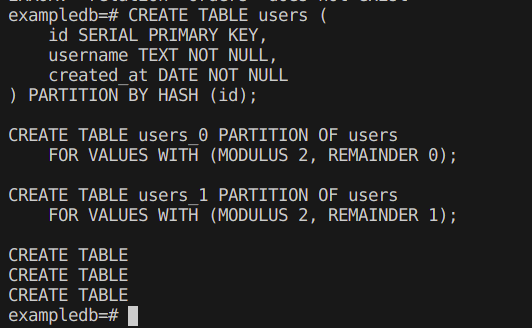 exampledb=# CREATE TABLE users (
    id SERIAL PRIMARY KEY,
    username TEXT NOT NULL,
    created_at DATE NOT NULL
) PARTITION BY HASH (id);
CREATE TABLE users_0 PARTITION OF users
    FOR VALUES WITH (MODULUS 2, REMAINDER 0);
CREATE TABLE users_1 PARTITION OF users
    FOR VALUES WITH (MODULUS 2, REMAINDER 1);
CREATE TABLE
CREATE TABLE
CREATE TABLE
exampledb=#